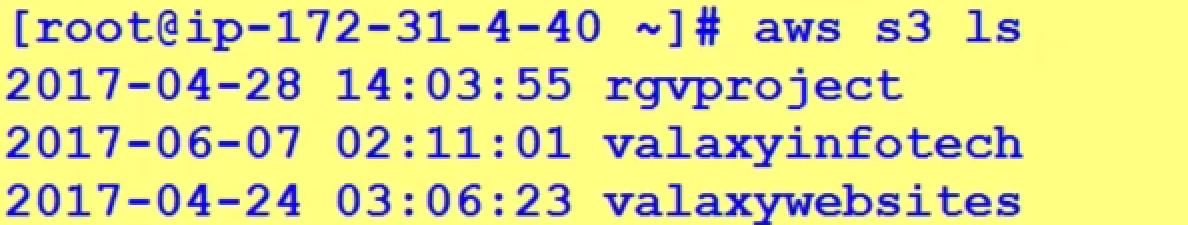 [root@ip-172-31-4-40 ~]# aws s3 ls
2017-04-28 14:03:55 rgvproject
2017-06-07 02:11:01 valaxyinfotech
2017-04-24 03:06:23 valaxywebsites